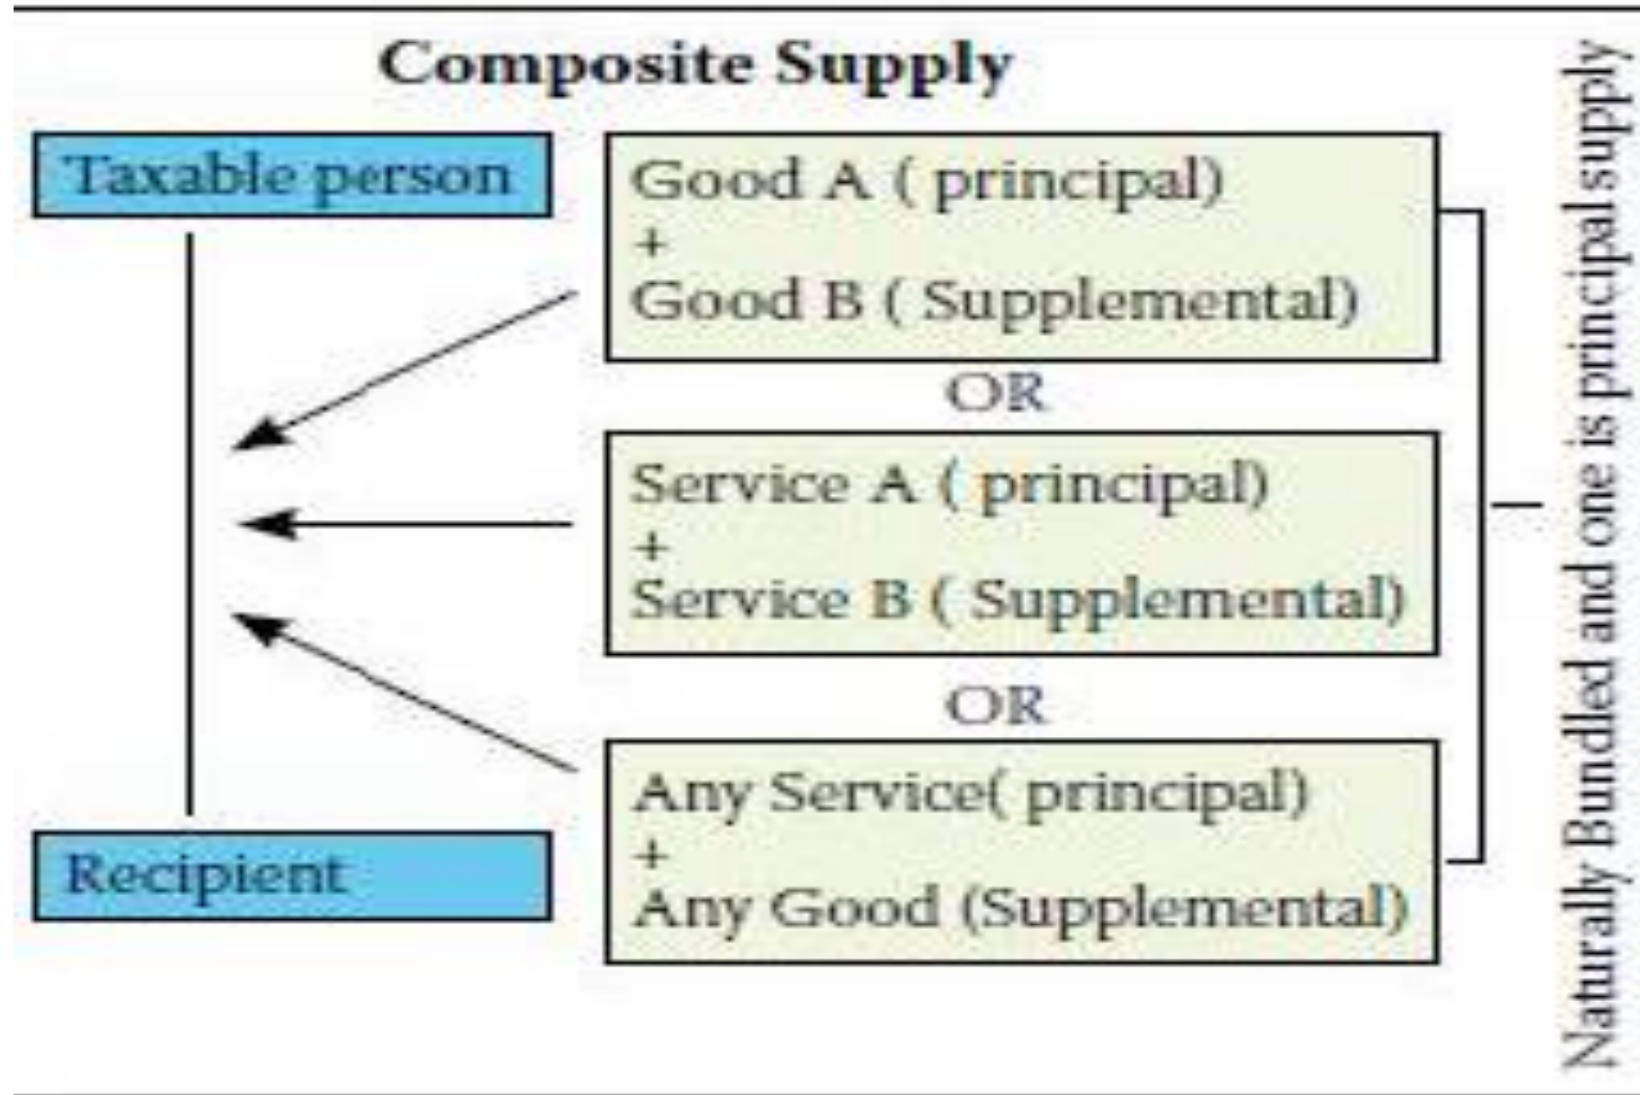 Composite Supply
Taxable person
Good A ( principal)
+
Good B ( Supplemental)
OR
Service A ( principal)
+
Service B ( Supplemental)
OR
Any Service( principal)
+
Any Good (Supplemental)
Recipient
Naturally Bundled and one is principal supply